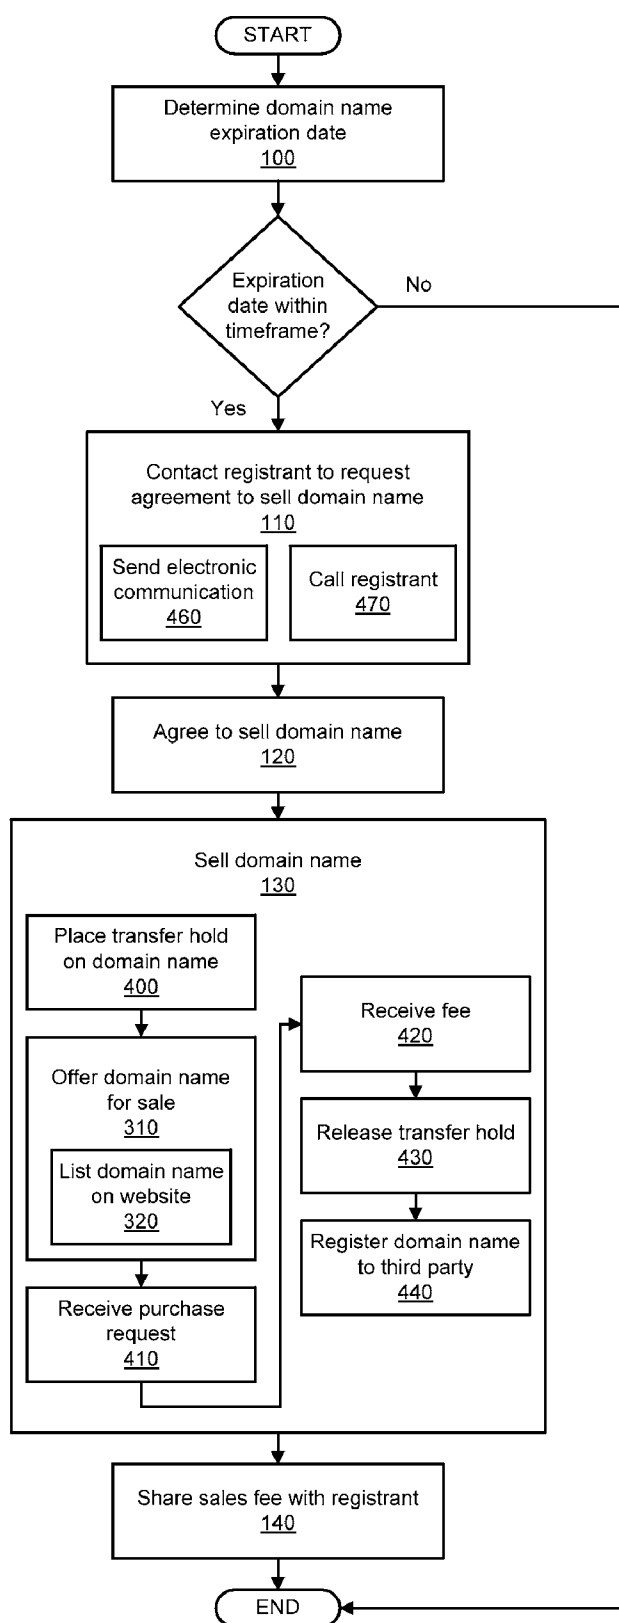 START
Determine domain name
expiration date
100
Expiration
date within
timeframe?
No
Yes
Contact registrant to request
agreement to sell domain name
110
Send electronic
communication
460
Call registrant
470
Agree to sell domain name
120
Sell domain name
130
Place transfer hold
on domain name
400
Offer domain name
for sale
310
List domain name
on website
320
Receive purchase
request
410
Receive fee
420
Release transfer hold
430
Register domain name
to third party
440
Share sales fee with registrant
140
END